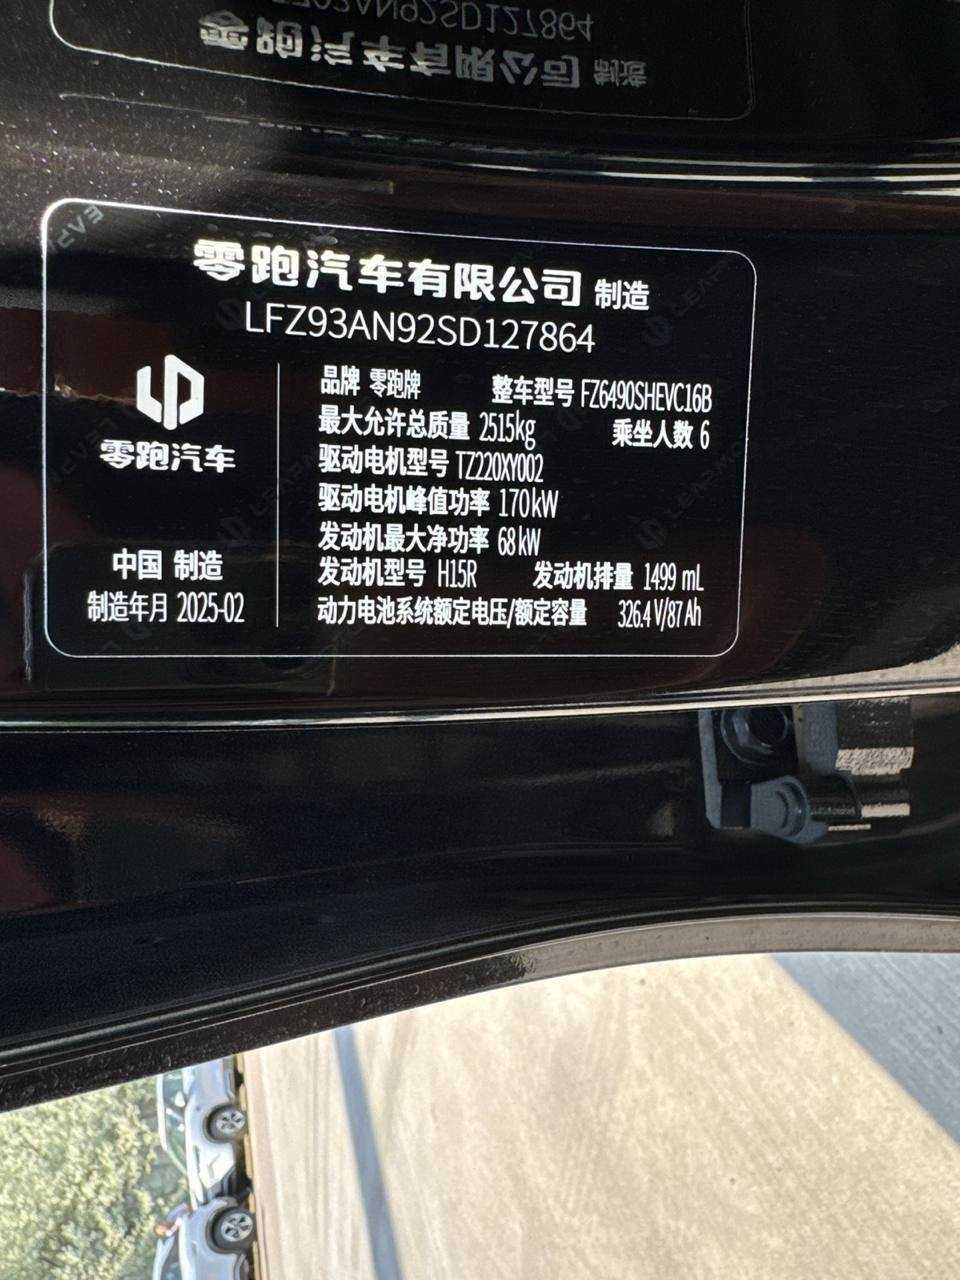 零跑汽车有限公司 制造
LFZ93AN92SD127864
零跑汽车
中国 制造
制造年月 2025-02
品牌 零跑牌 整车型号 FZ6490SHEVC16B
最大允许总质量 2515kg 乘坐人数 6
驱动电机型号 TZ220XY002
驱动电机峰值功率 170kW
发动机最大净功率 68kW
发动机型号 H15R 发动机排量 1499 mL
动力电池系统额定电压/额定容量 326.4V/87Ah